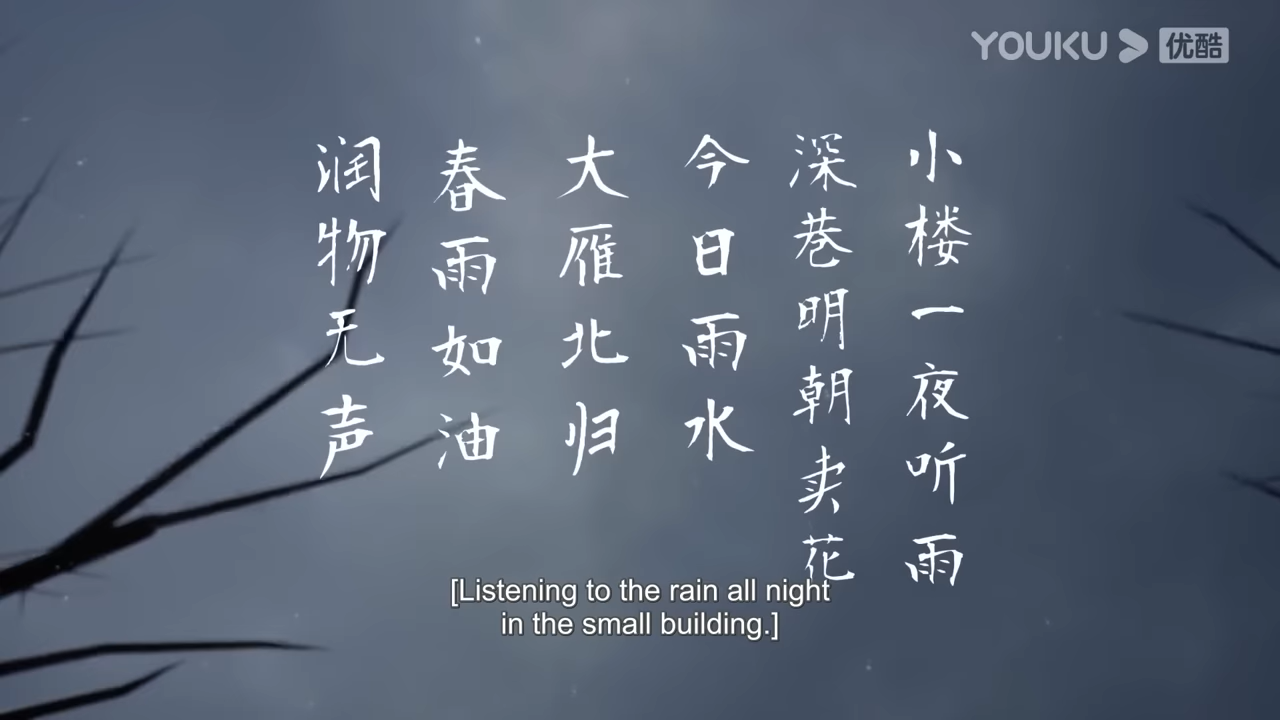 YOUKU 优酷
小楼一夜听雨
深巷明朝卖花
今日雨水
大雁北归
春雨如油
润物无声
[Listening to the rain all night
in the small building.]